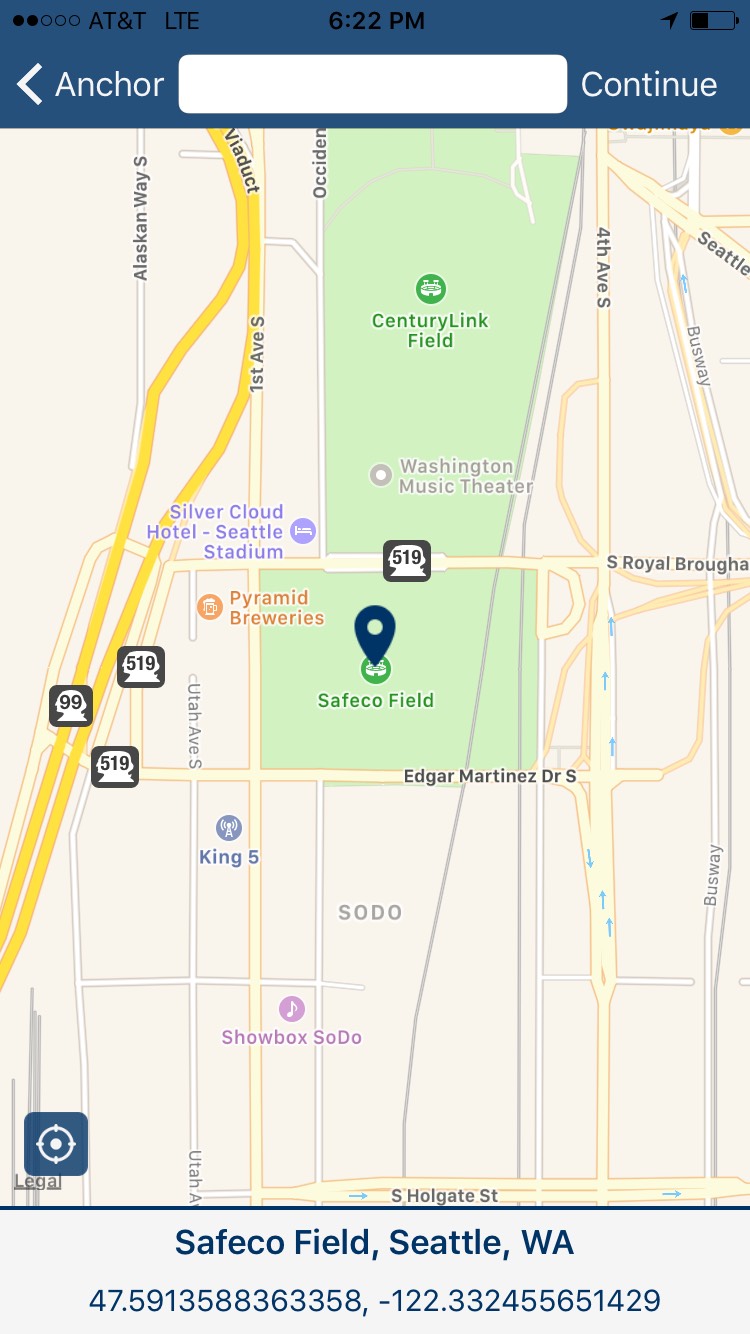 AT&T LTE 6:22 PM
Anchor Continue
Viaduct
Occiden
Alaskan Way S
4th Ave S
Seattle
CenturyLink
Field
1st Ave S
Busway
Washington
Music Theater
Silver Cloud
Hotel - Seattle
Stadium
519
S Royal Brougha
Pyramid
Breweries
519
99
Safeco Field
Utah Ave S
519
Edgar Martinez Dr S
King 5
Busway
SODO
Showbox SoDo
Utah Av
Legal
S Holgate St
Safeco Field, Seattle, WA
47.5913588363358, -122.332455651429